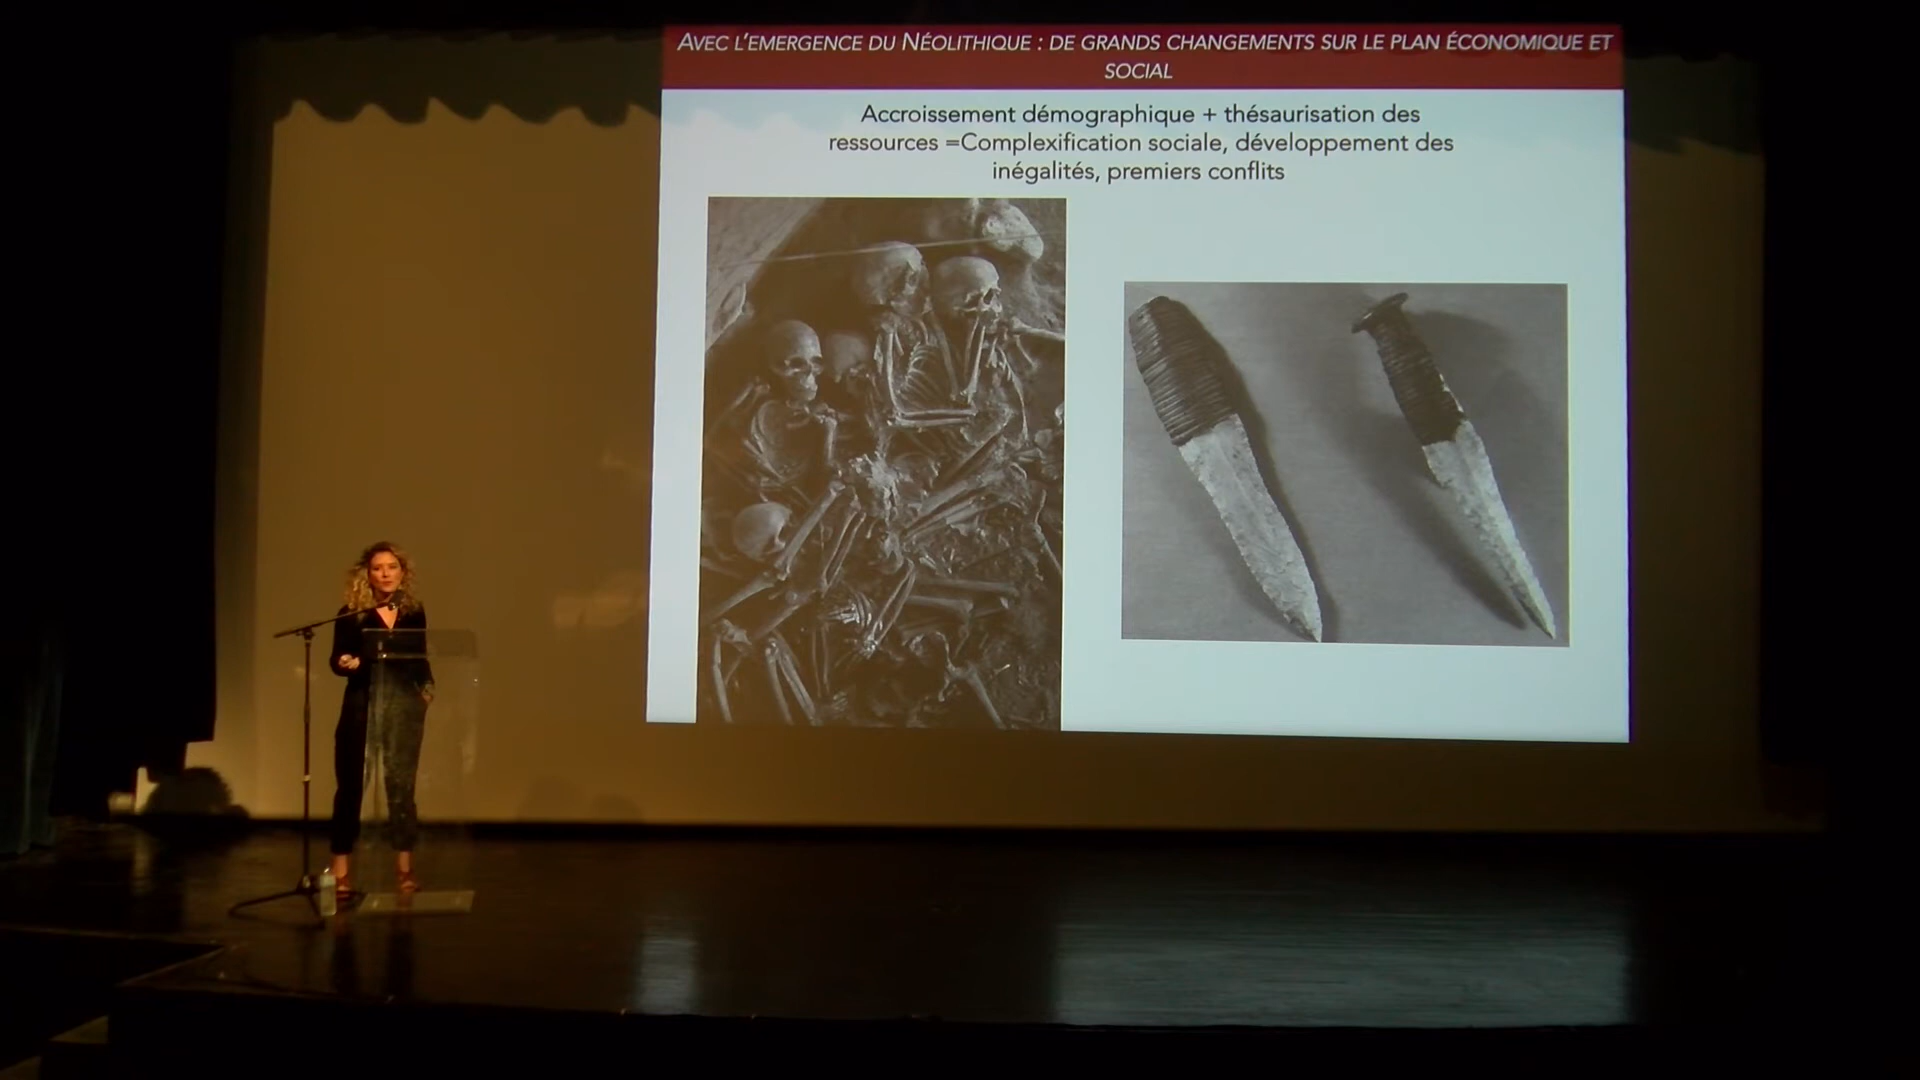 AVEC L'EMERGENCE DU NÉOLITHIQUE : DE GRANDS CHANGEMENTS SUR LE PLAN ÉCONOMIQUE ET
SOCIAL
Accroissement démographique + thésaurisation des
ressources =Complexification sociale, développement des
inégalités, premiers conflits